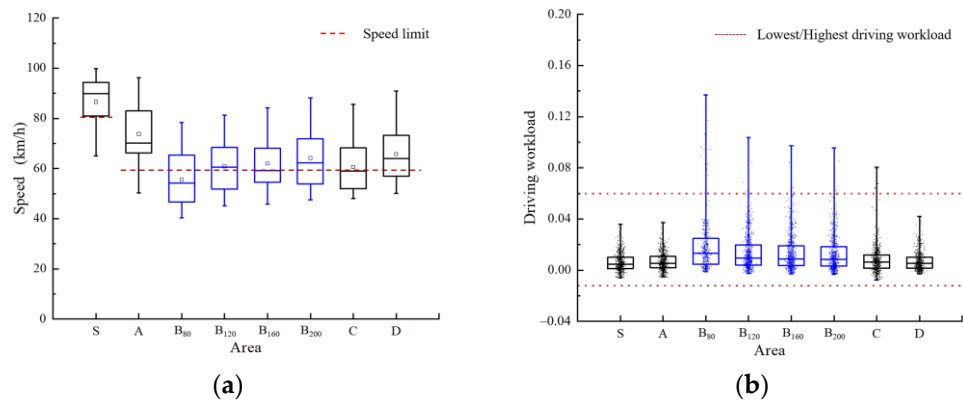 120
100
80
60
40
20
0
Speed (km/h)
Speed limit
S A B₈₀ B₁₂₀ B₁₆₀ B₂₀₀ C D
Area
(a)
0.20
0.16
0.12
0.08
0.04
0.00
–0.04
Driving workload
Lowest/Highest driving workload
S A B₈₀ B₁₂₀ B₁₆₀ B₂₀₀ C D
Area
(b)